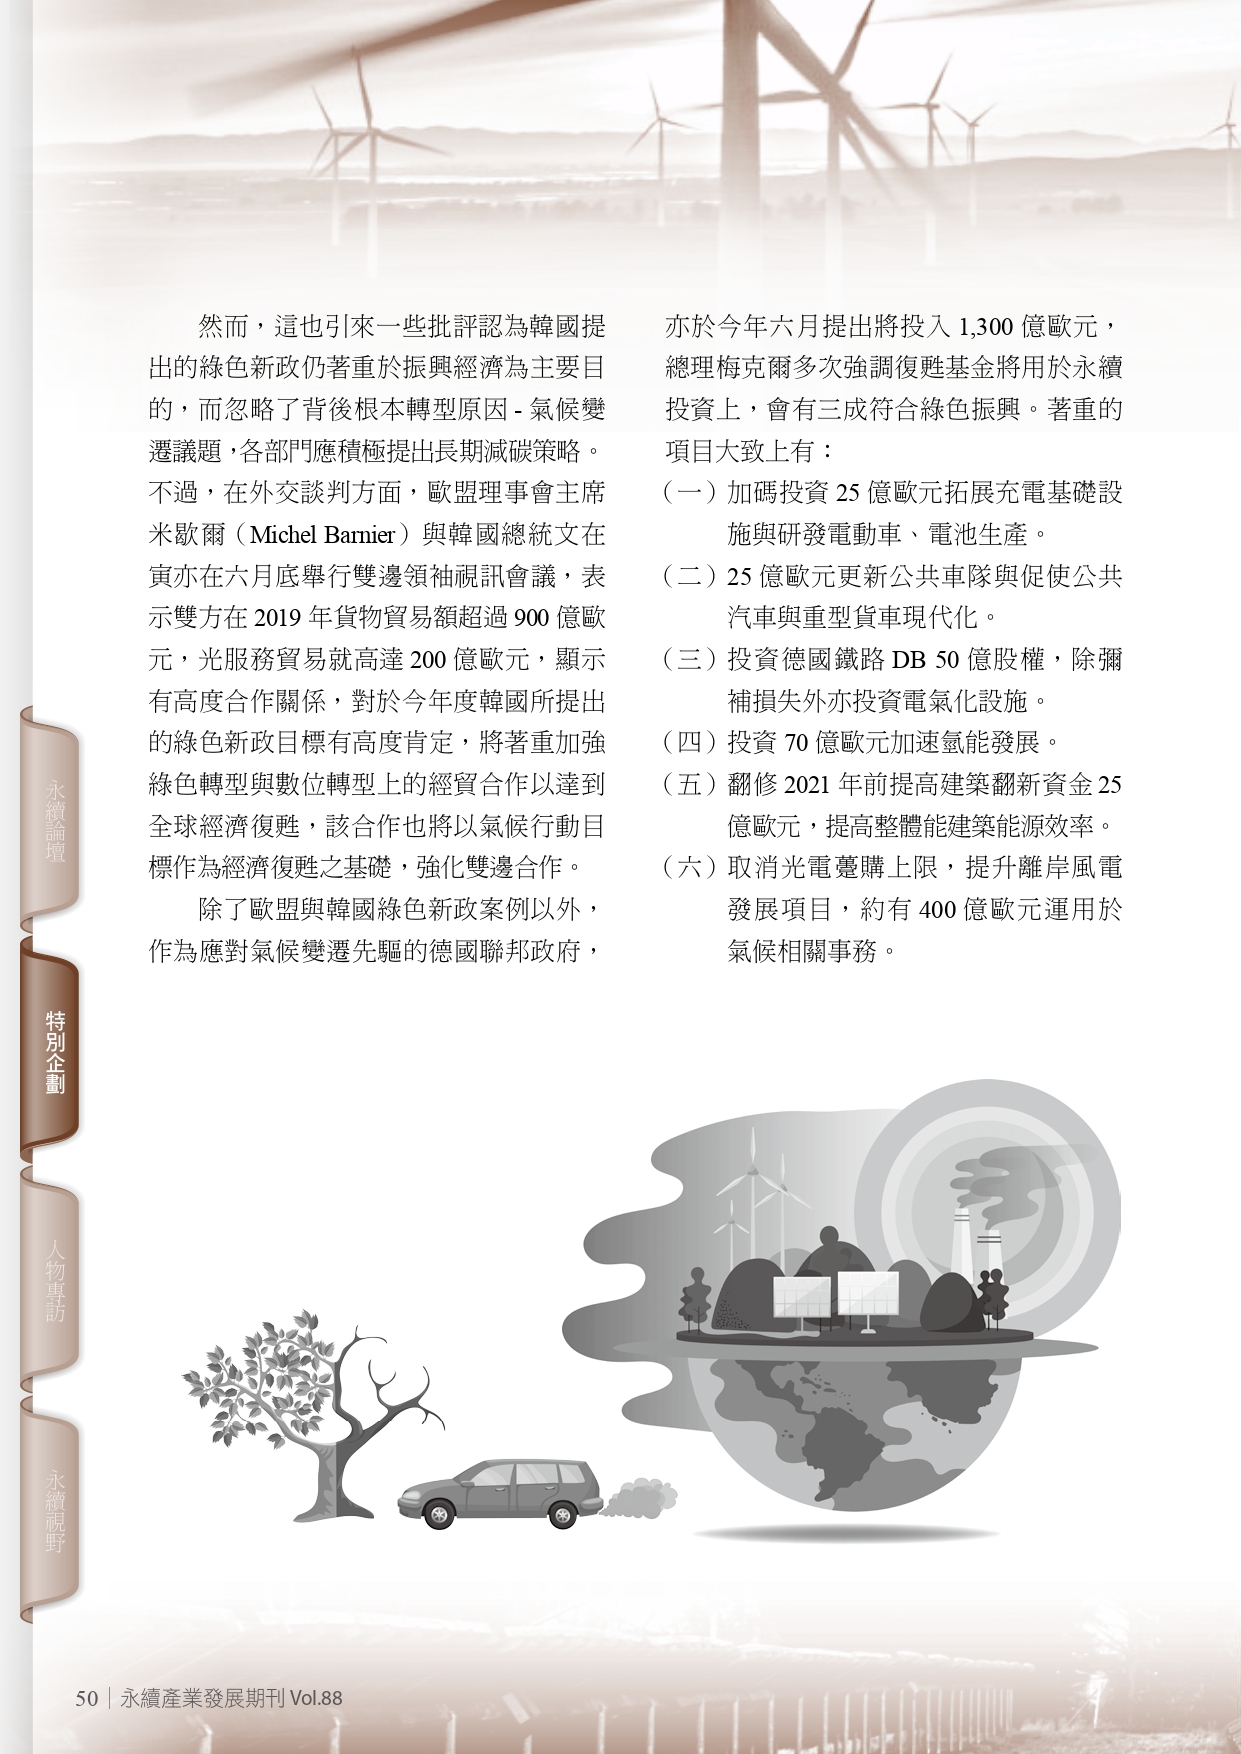 然而，這也引來一些批評認為韓國提
出的綠色新政仍著重於振興經濟為主要目
的，而忽略了背後根本轉型原因 - 氣候變
遷議題，各部門應積極提出長期減碳策略。
不過，在外交談判方面，歐盟理事會主席
米歇爾（Michel Barnier）與韓國總統文在
寅亦在六月底舉行雙邊領袖視訊會議，表
示雙方在 2019 年貨物貿易額超過 900 億歐
元，光服務貿易就高達 200 億歐元，顯示
有高度合作關係，對於今年度韓國所提出
的綠色新政目標有高度肯定，將著重加強
綠色轉型與數位轉型上的經貿合作以達到
全球經濟復甦，該合作也將以氣候行動目
標作為經濟復甦之基礎，強化雙邊合作。
除了歐盟與韓國綠色新政案例以外，
作為應對氣候變遷先驅的德國聯邦政府，
亦於今年六月提出將投入 1,300 億歐元，
總理梅克爾多次強調復甦基金將用於永續
投資上，會有三成符合綠色振興。著重的
項目大致上有：
（一）加碼投資 25 億歐元拓展充電基礎設
施與研發電動車、電池生產。
（二）25 億歐元更新公共車隊與促使公共
汽車與重型貨車現代化。
（三）投資德國鐵路 DB 50 億股權，除彌
補損失外亦投資電氣化設施。
（四）投資 70 億歐元加速氫能發展。
（五）翻修 2021 年前提高建築翻新資金 25
億歐元，提高整體能建築能源效率。
（六）取消光電躉購上限，提升離岸風電
發展項目，約有 400 億歐元運用於
氣候相關事務。
永續論壇
特別企劃
人物專訪
永續視野
50｜永續產業發展期刊 Vol.88